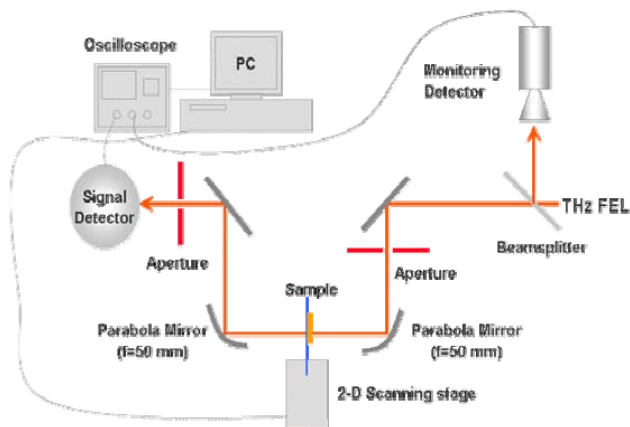 Oscilloscope
PC
Monitoring
Detector
Signal
Detector
THz FEL
Beamsplitter
Aperture
Aperture
Sample
Parabola Mirror
(f=50 mm)
Parabola Mirror
(f=50 mm)
2-D Scanning stage